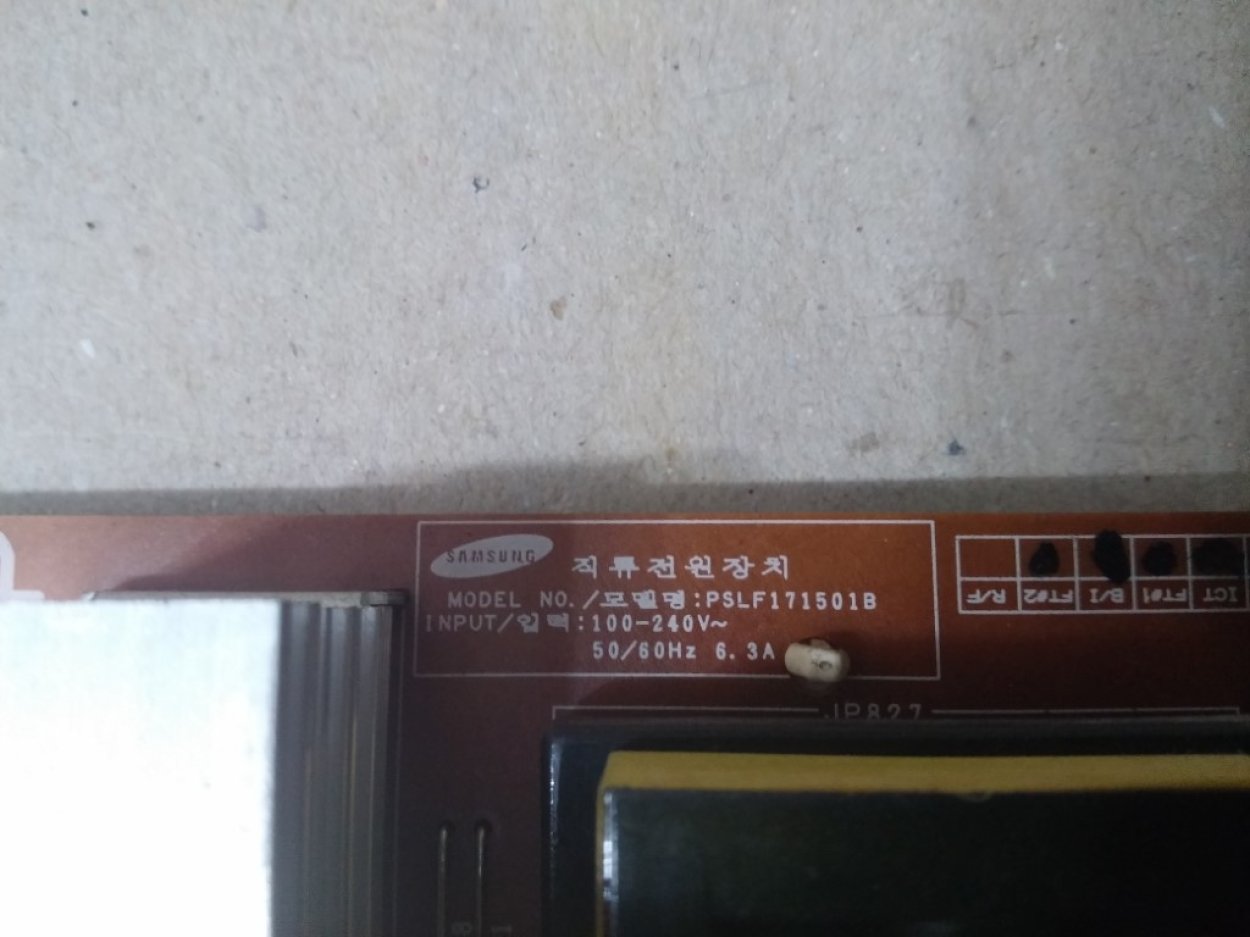 SAMSUNG 직류전원장치
MODEL NO./모델명:PSLF171501B
INPUT/입력:100-240V~
50/60Hz 6.3A
R/F FT#2 B/I FT#1 ICT
JP827